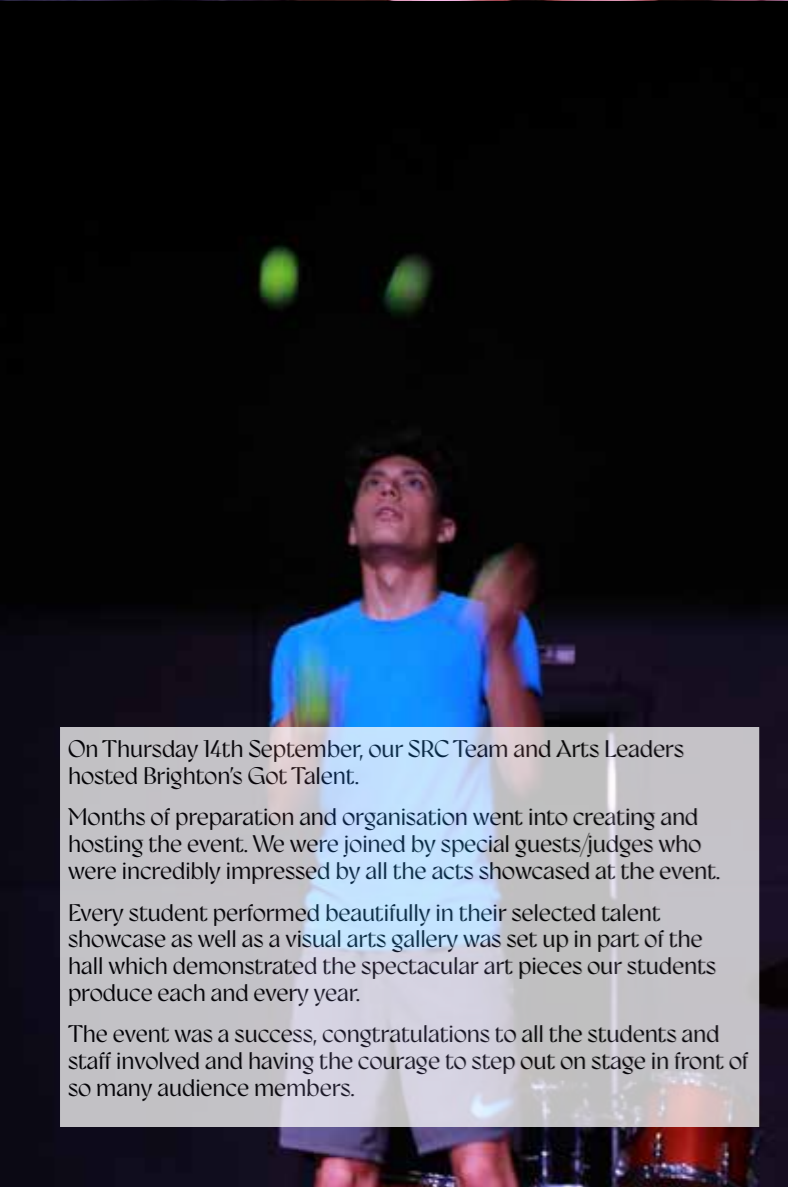 On Thursday 14th September, our SRC Team and Arts Leaders
hosted Brighton's Got Talent.
Months of preparation and organisation went into creating and
hosting the event. We were joined by special guests/judges who
were incredibly impressed by all the acts showcased at the event.
Every student performed beautifully in their selected talent
showcase as well as a visual arts gallery was set up in part of the
hall which demonstrated the spectacular art pieces our students
produce each and every year.
The event was a success, congtratulations to all the students and
staff involved and having the courage to step out on stage in front of
so many audience members.